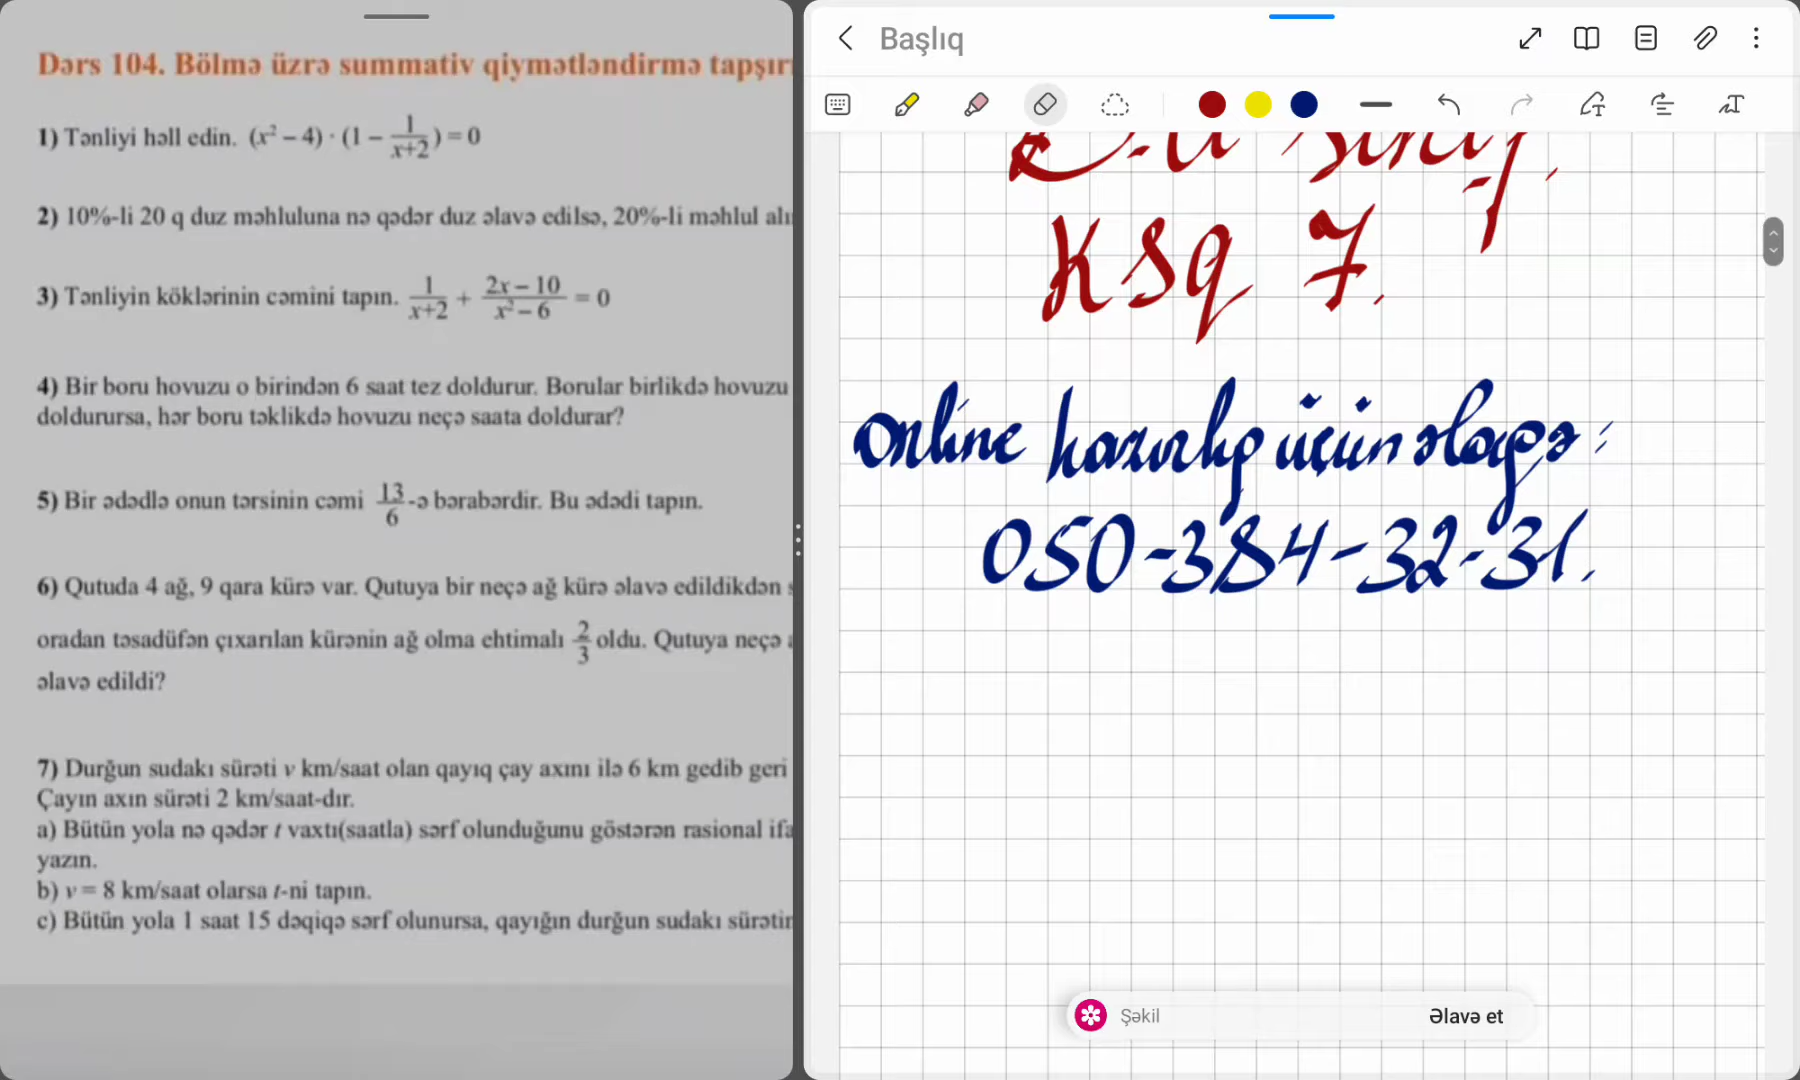 Dərs 104. Bölmə üzrə summativ qiymətləndirmə tapşır
1) Tənliyi həll edin. (x² – 4) · (1 – 1/(x+2)) = 0
2) 10%-li 20 q duz məhluluna nə qədər duz əlavə edilsə, 20%-li məhlul alı
3) Tənliyin köklərinin cəmini tapın. 1/(x+2) + (2x – 10)/(x² – 6) = 0
4) Bir boru hovuzu o birindən 6 saat tez doldurur. Borular birlikdə hovuzu
doldurursa, hər boru təklikdə hovuzu neçə saata doldurar?
5) Bir ədədlə onun tərsinin cəmi 13/6-ə bərabərdir. Bu ədədi tapın.
6) Qutuda 4 ağ, 9 qara kürə var. Qutuya bir neçə ağ kürə əlavə edildikdən s
oradan təsadüfən çıxarılan kürənin ağ olma ehtimalı 2/3 oldu. Qutuya neçə a
əlavə edildi?
7) Durğun sudakı sürəti v km/saat olan qayıq çay axını ilə 6 km gedib geri
Çayın axın sürəti 2 km/saat-dır.
a) Bütün yola nə qədər t vaxtı(saatla) sərf olunduğunu göstərən rasional ifa
yazın.
b) v = 8 km/saat olarsa t-ni tapın.
c) Bütün yola 1 saat 15 dəqiqə sərf olunursa, qayığın durğun sudakı sürətin
Başlıq
sinif.
KSQ 7.
Online hazırlıq üçün əlaqə:
050-384-32-31.
Şəkil
Əlavə et